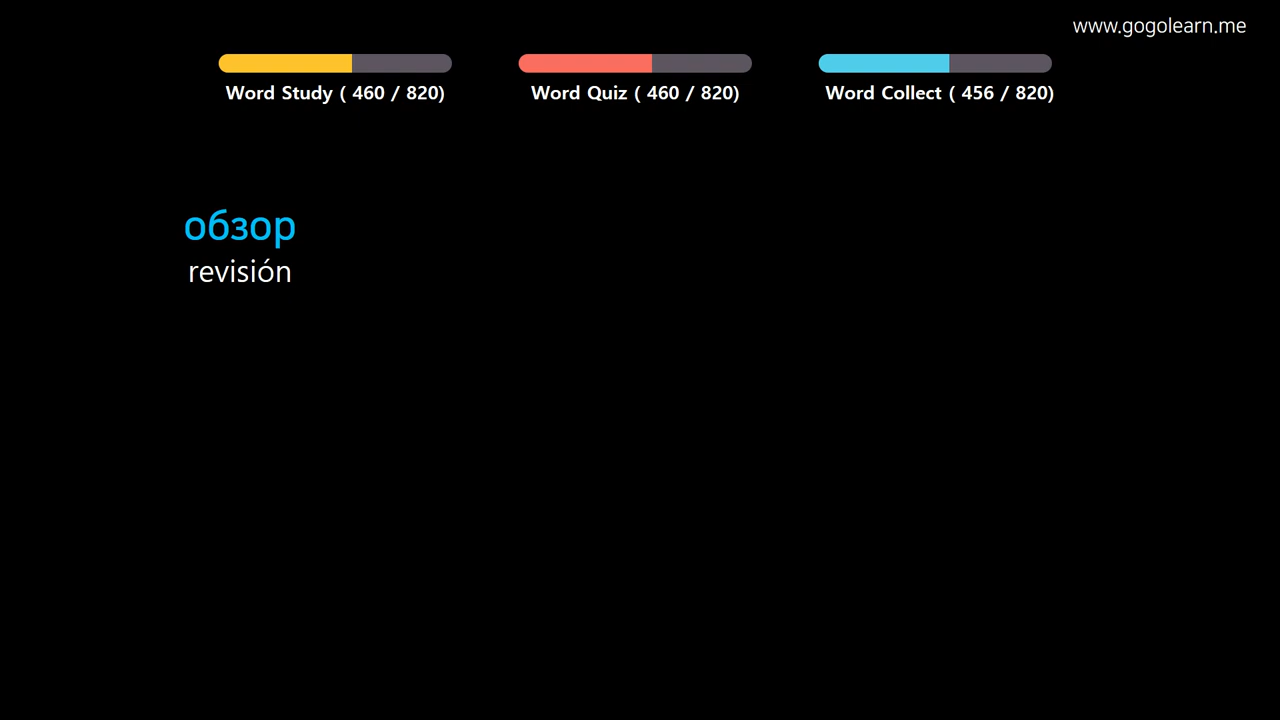 www.gogolearn.me
Word Study ( 460 / 820)
Word Quiz ( 460 / 820)
Word Collect ( 456 / 820)
обзор
revisión